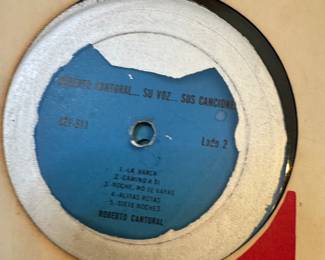 ROBERTO CANTORAL... SU VOZ... SUS CANCIONES
Lado 2
1.-LA BARCA
2.-CAMINO A SI
3.-NOCHE, NO TE VAYAS
4.-ALITAS ROTAS
5.-SIETE NOCHES
ROBERTO CANTORAL